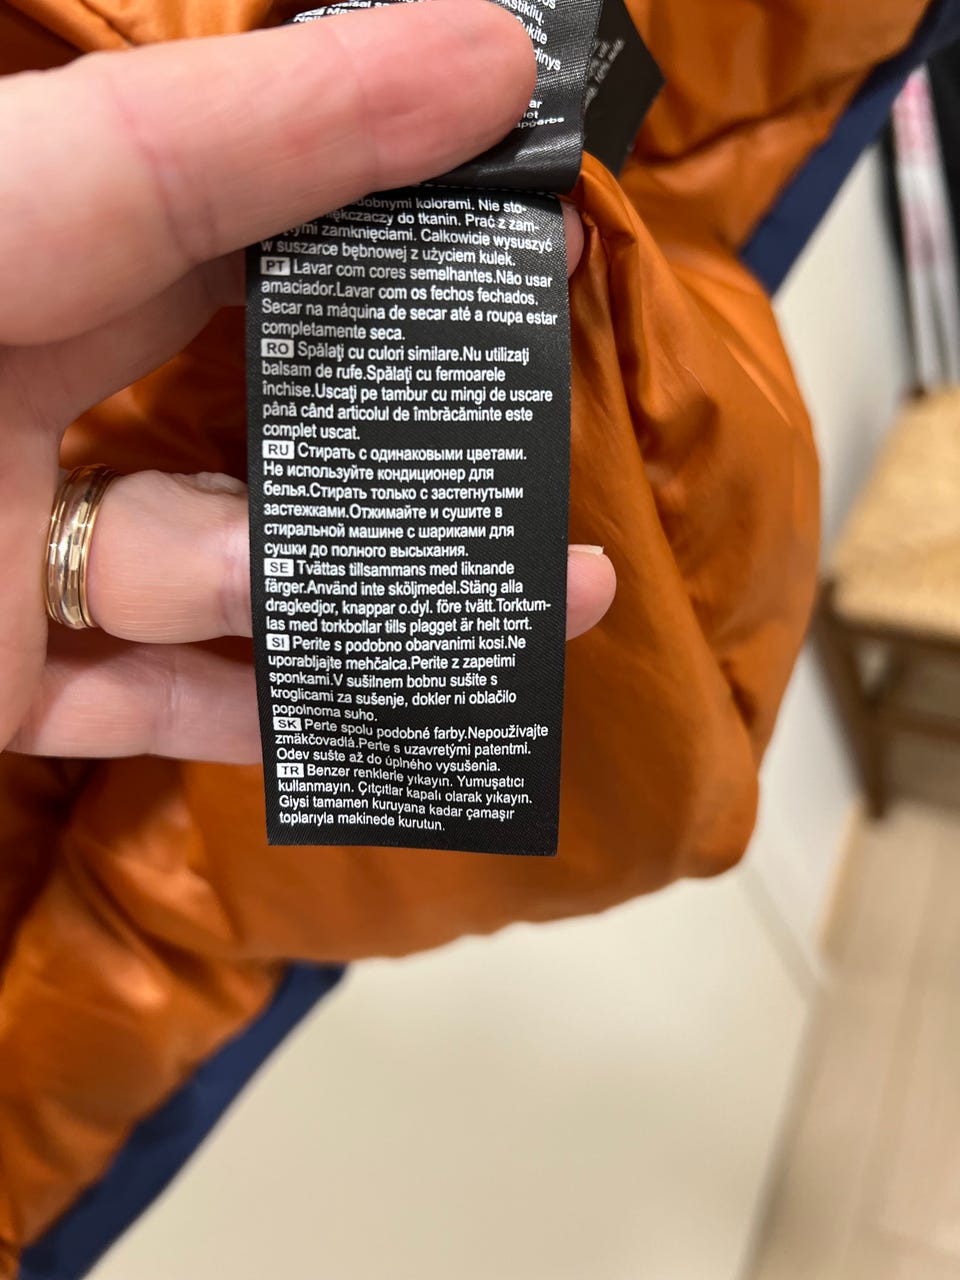 kite
dobnymi kolorami. Nie sto-
kczaczy do tkanin. Prać z zam-
tymi zamknięciami. Całkowicie wysuszyć
w suszarce bębnowej z użyciem kulek.
PT Lavar com cores semelhantes.Não usar
amaciador.Lavar com os fechos fechados.
Secar na máquina de secar até a roupa estar
completamente seca.
RO Spălaţi cu culori similare.Nu utilizaţi
balsam de rufe.Spălaţi cu fermoarele
închise.Uscaţi pe tambur cu mingi de uscare
până când articolul de îmbrăcăminte este
complet uscat.
RU Стирать с одинаковыми цветами.
Не используйте кондиционер для
белья.Стирать только с застегнутыми
застежками.Отжимайте и сушите в
стиральной машине с шариками для
сушки до полного высыхания.
SE Tvättas tillsammans med liknande
färger.Använd inte sköljmedel.Stäng alla
dragkedjor, knappar o.dyl. före tvätt.Torktum-
las med torkbollar tills plagget är helt torrt.
SI Perite s podobno obarvanimi kosi.Ne
uporabljajte mehčalca.Perite z zapetimi
sponkami.V sušilnem bobnu sušite s
kroglicami za sušenje, dokler ni oblačilo
popolnoma suho.
SK Perte spolu podobné farby.Nepoužívajte
zmäkčovadlá.Perte s uzavretými patentmi.
Odev sušte až do úplného vysušenia.
TR Benzer renklerle yıkayın. Yumuşatıcı
kullanmayın. Çıtçıtlar kapalı olarak yıkayın.
Giysi tamamen kuruyana kadar çamaşır
toplarıyla makinede kurutun.